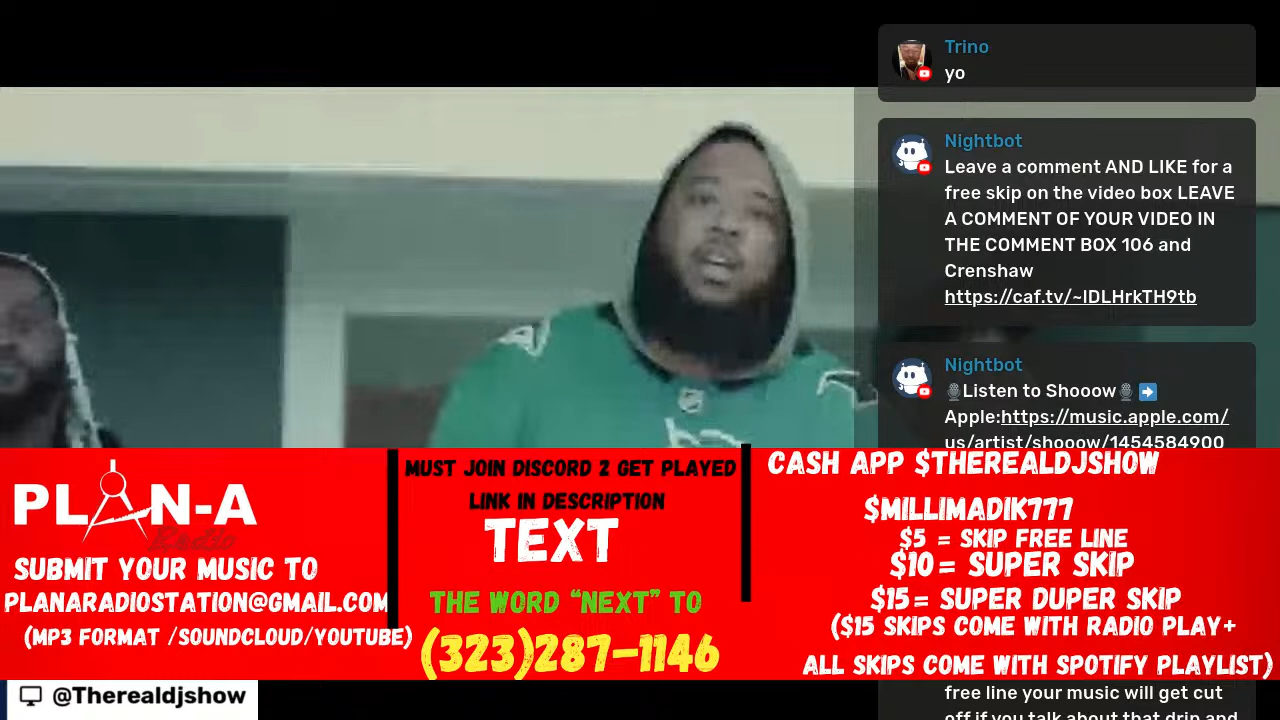 Trino
yo
Nightbot
Leave a comment AND LIKE for a
free skip on the video box LEAVE
A COMMENT OF YOUR VIDEO IN
THE COMMENT BOX 106 and
Crenshaw
https://caf.tv/~IDLHrkTH9tb
Nightbot
🎙️Listen to Shooow🎙️➡️
Apple:https://music.apple.com/
us/artist/shooow/1454584900
PLAN-A
Radio
SUBMIT YOUR MUSIC TO
PLANARADIOSTATION@GMAIL.COM
(MP3 FORMAT /SOUNDCLOUD/YOUTUBE)
MUST JOIN DISCORD 2 GET PLAYED
LINK IN DESCRIPTION
TEXT
THE WORD “NEXT” TO
(323)287-1146
CASH APP $THEREALDJSHOW
$MILLIMADIK777
$5 = SKIP FREE LINE
$10 = SUPER SKIP
$15 = SUPER DUPER SKIP
($15 SKIPS COME WITH RADIO PLAY+
ALL SKIPS COME WITH SPOTIFY PLAYLIST)
@Therealdjshow
free line your music will get cut
off if you talk about that drip and